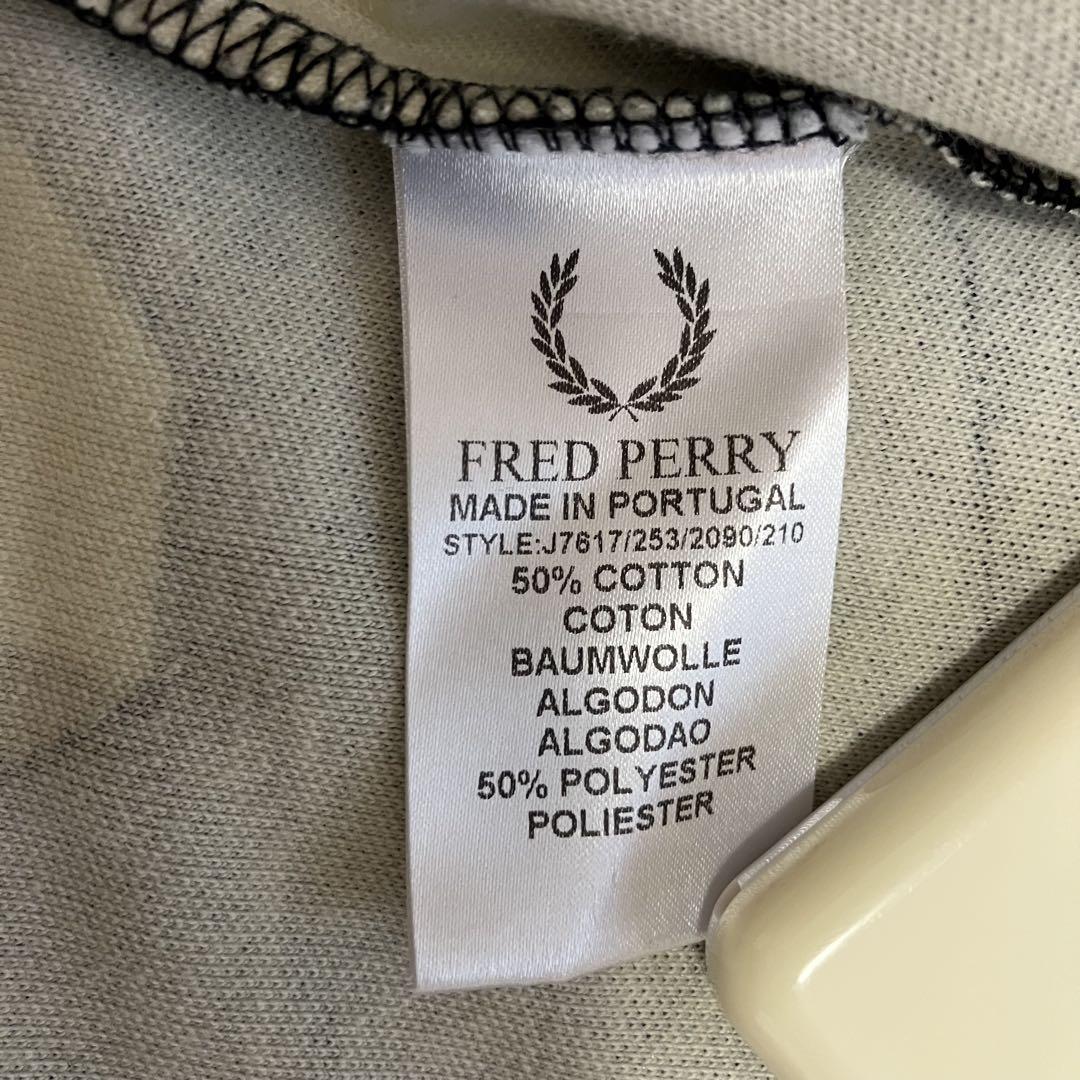 FRED PERRY
MADE IN PORTUGAL
STYLE:J7617/253/2090/210
50% COTTON
COTON
BAUMWOLLE
ALGODON
ALGODAO
50% POLYESTER
POLIESTER